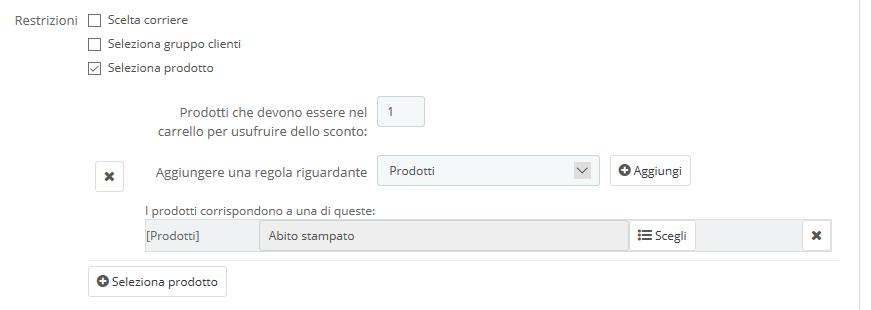 Restrizioni
Scelta corriere
Seleziona gruppo clienti
Seleziona prodotto
Prodotti che devono essere nel
carrello per usufruire dello sconto:
1
Aggiungere una regola riguardante
Prodotti
Aggiungi
I prodotti corrispondono a una di queste:
[Prodotti]
Abito stampato
Scegli
Seleziona prodotto